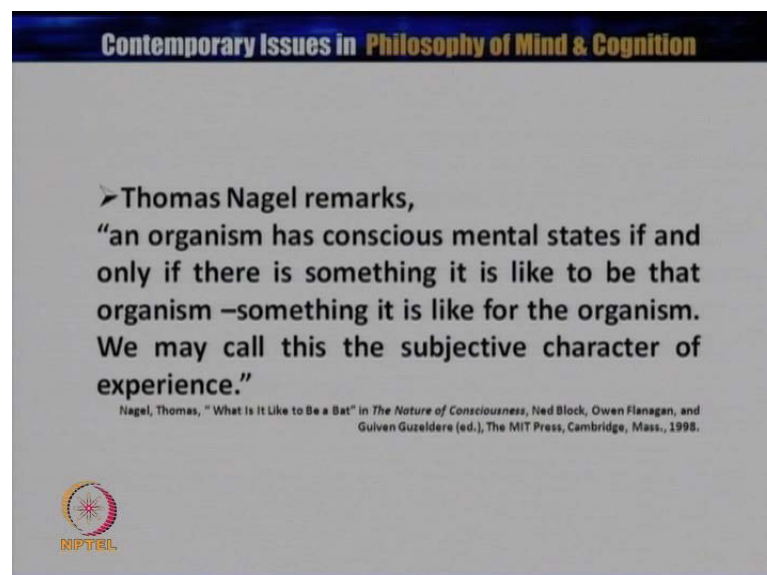 Contemporary Issues in Philosophy of Mind & Cognition
➢Thomas Nagel remarks,
“an organism has conscious mental states if and
only if there is something it is like to be that
organism –something it is like for the organism.
We may call this the subjective character of
experience.”
Nagel, Thomas, “ What Is It Like to Be a Bat” in The Nature of Consciousness, Ned Block, Owen Flanagan, and
Guiven Guzeldere (ed.), The MIT Press, Cambridge, Mass., 1998.
NPTEL